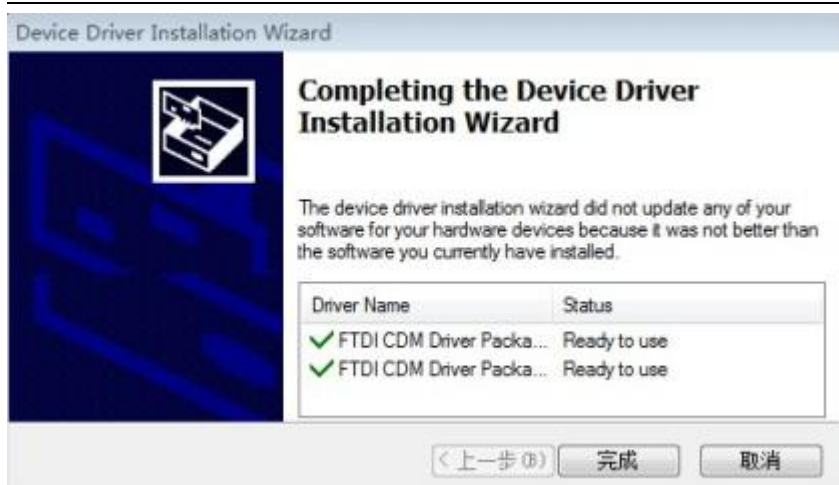 Device Driver Installation Wizard
Completing the Device Driver
Installation Wizard
The device driver installation wizard did not update any of your
software for your hardware devices because it was not better than
the software you currently have installed.
Driver Name Status
FTDI CDM Driver Packa... Ready to use
FTDI CDM Driver Packa... Ready to use
<上一步(B) 完成 取消